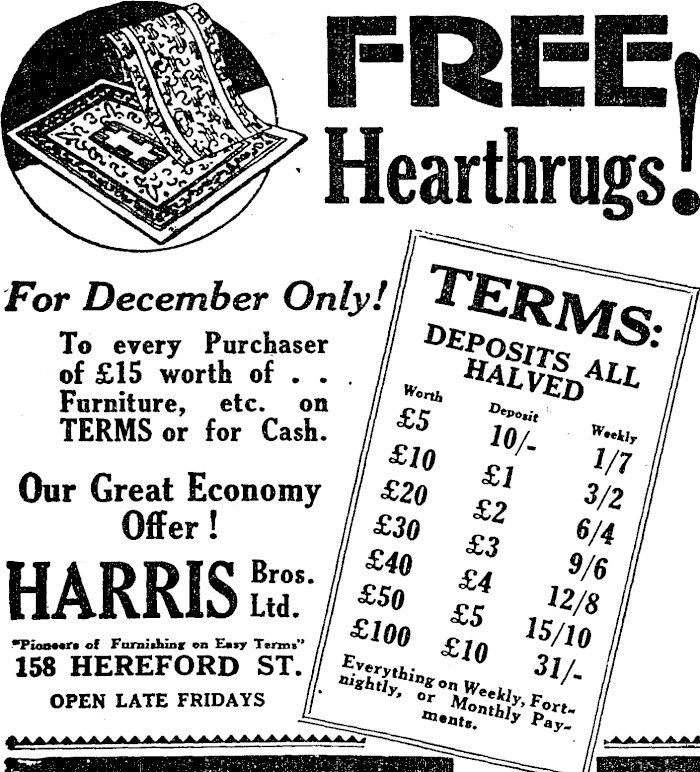 FREE
Hearthrugs!
For December Only!
To every Purchaser
of £15 worth of . .
Furniture, etc. on
TERMS or for Cash.
Our Great Economy
Offer !
HARRIS Bros. Ltd.
"Pioneers of Furnishing on Easy Terms"
158 HEREFORD ST.
OPEN LATE FRIDAYS
TERMS:
DEPOSITS ALL
HALVED
Worth Deposit Weekly
£5 10/- 1/7
£10 £1 3/2
£20 £2 6/4
£30 £3 9/6
£40 £4 12/8
£50 £5 15/10
£100 £10 31/-
Everything on Weekly, Fort-
nightly, or Monthly Pay-
ments.